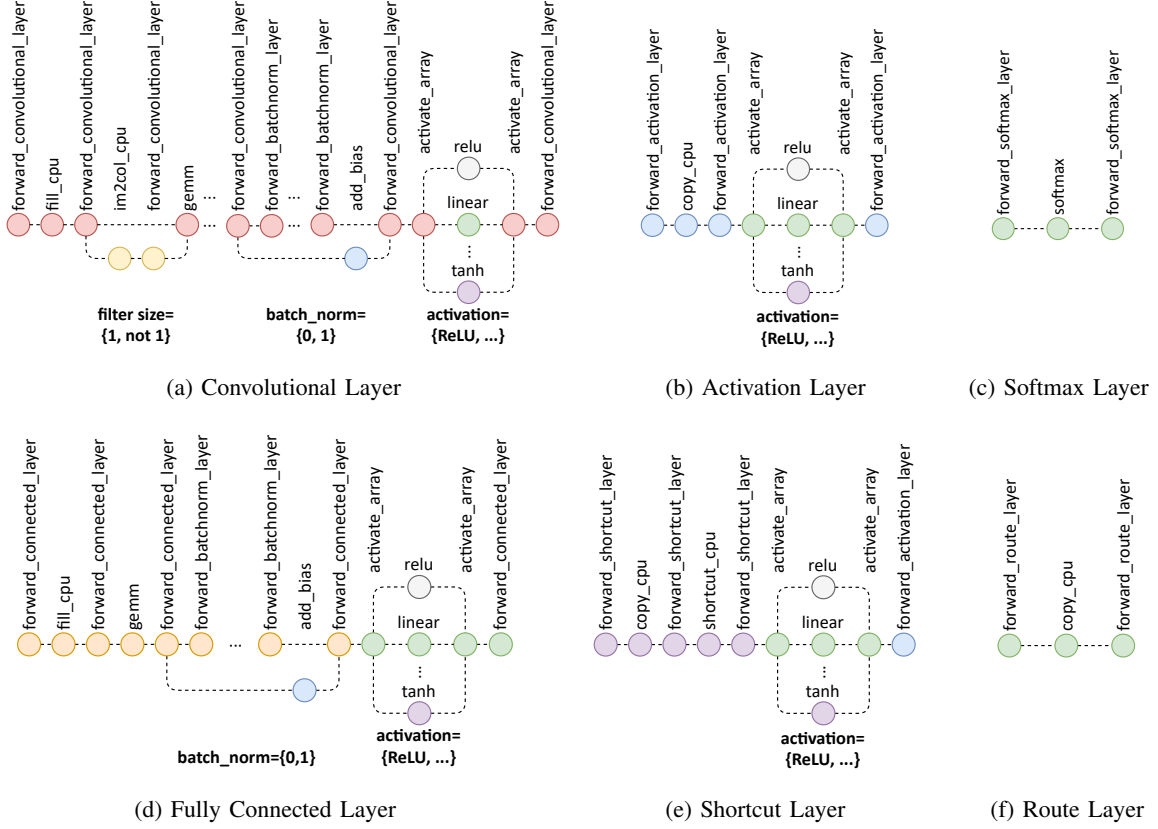 forward_convolutional_layer
fill_cpu
forward_convolutional_layer
im2col_cpu
forward_convolutional_layer
gemm
...
forward_convolutional_layer
forward_batchnorm_layer
...
forward_batchnorm_layer
add_bias
forward_convolutional_layer
activate_array
relu
linear
...
tanh
activate_array
forward_convolutional_layer
filter size=
{1, not 1}
batch_norm=
{0, 1}
activation=
{ReLU, ...}
(a) Convolutional Layer
forward_activation_layer
copy_cpu
forward_activation_layer
activate_array
relu
linear
...
tanh
activate_array
forward_activation_layer
activation=
{ReLU, ...}
(b) Activation Layer
forward_softmax_layer
softmax
forward_softmax_layer
(c) Softmax Layer
forward_connected_layer
fill_cpu
forward_connected_layer
gemm
forward_connected_layer
forward_batchnorm_layer
...
forward_batchnorm_layer
add_bias
forward_connected_layer
activate_array
relu
linear
...
tanh
activate_array
forward_connected_layer
batch_norm={0,1}
activation=
{ReLU, ...}
(d) Fully Connected Layer
forward_shortcut_layer
copy_cpu
forward_shortcut_layer
shortcut_cpu
forward_shortcut_layer
activate_array
relu
linear
...
tanh
activate_array
forward_activation_layer
activation=
{ReLU, ...}
(e) Shortcut Layer
forward_route_layer
copy_cpu
forward_route_layer
(f) Route Layer